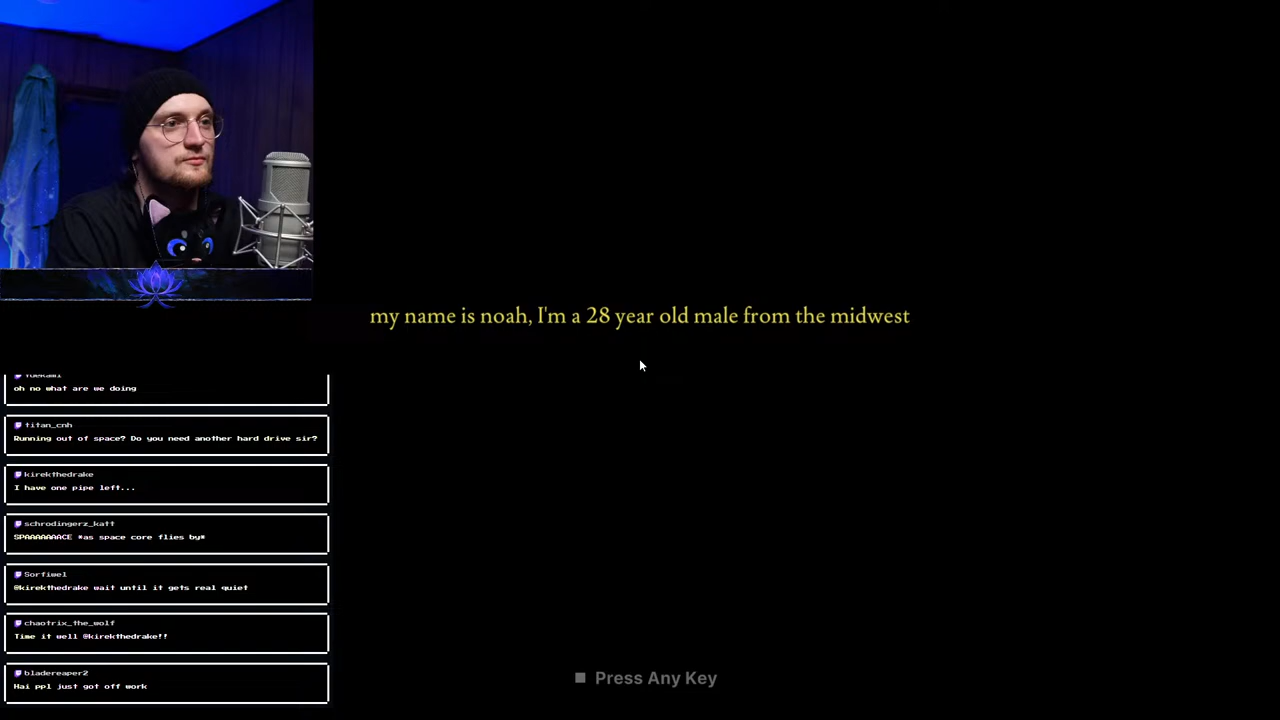 my name is noah, I'm a 28 year old male from the midwest
oh no what are we doing
titan_cnh
Running out of space? Do you need another hard drive sir?
kirekthedrake
I have one pipe left...
schrodingerz_katt
SPAAAAAAACE *as space core flies by*
Sorfiwel
@kirekthedrake wait until it gets real quiet
chaotrix_the_wolf
Time it well @kirekthedrake!!
bladereaper2
Hai ppl just got off work
Press Any Key